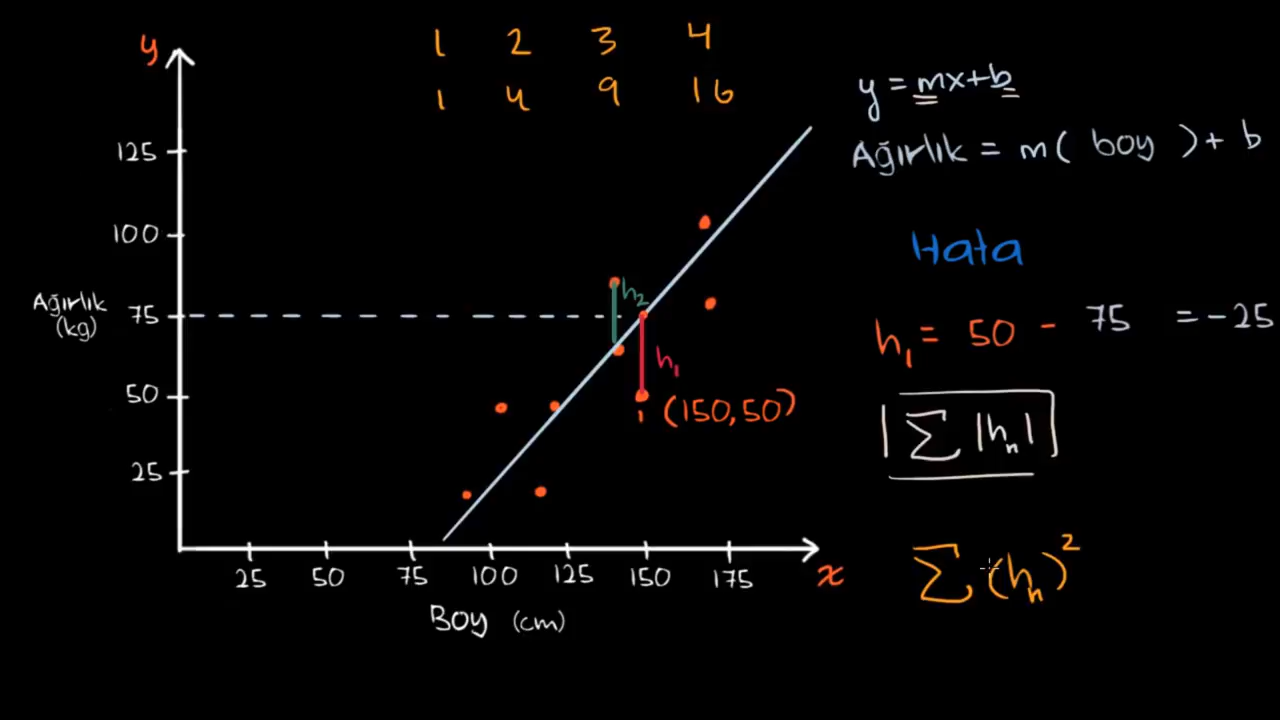 1 2 3 4
1 4 9 16
y
125
100
75
50
25
Ağırlık
(kg)
h₂
h₁
(150,50)
25 50 75 100 125 150 175
x
Boy (cm)
y = mx+b
Ağırlık = m( boy ) + b
Hata
h₁ = 50 - 75 = -25
|∑ |hₙ|
∑ (hₙ)²